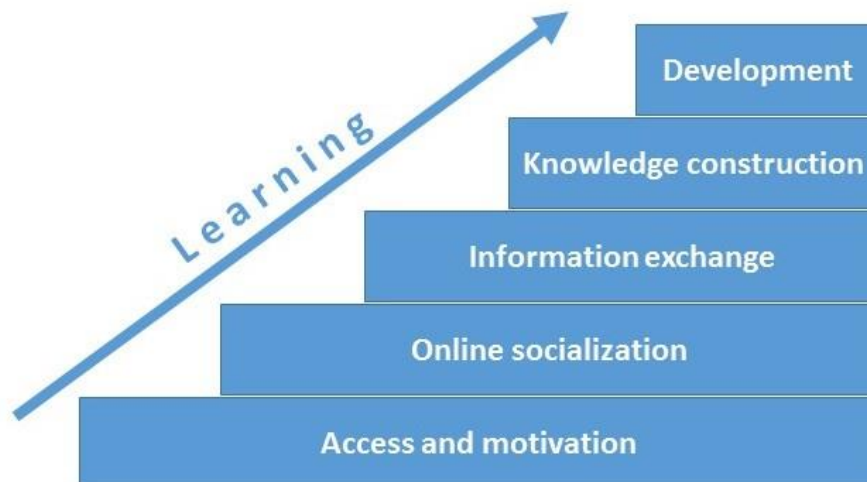 Development
Learning
Knowledge construction
Information exchange
Online socialization
Access and motivation